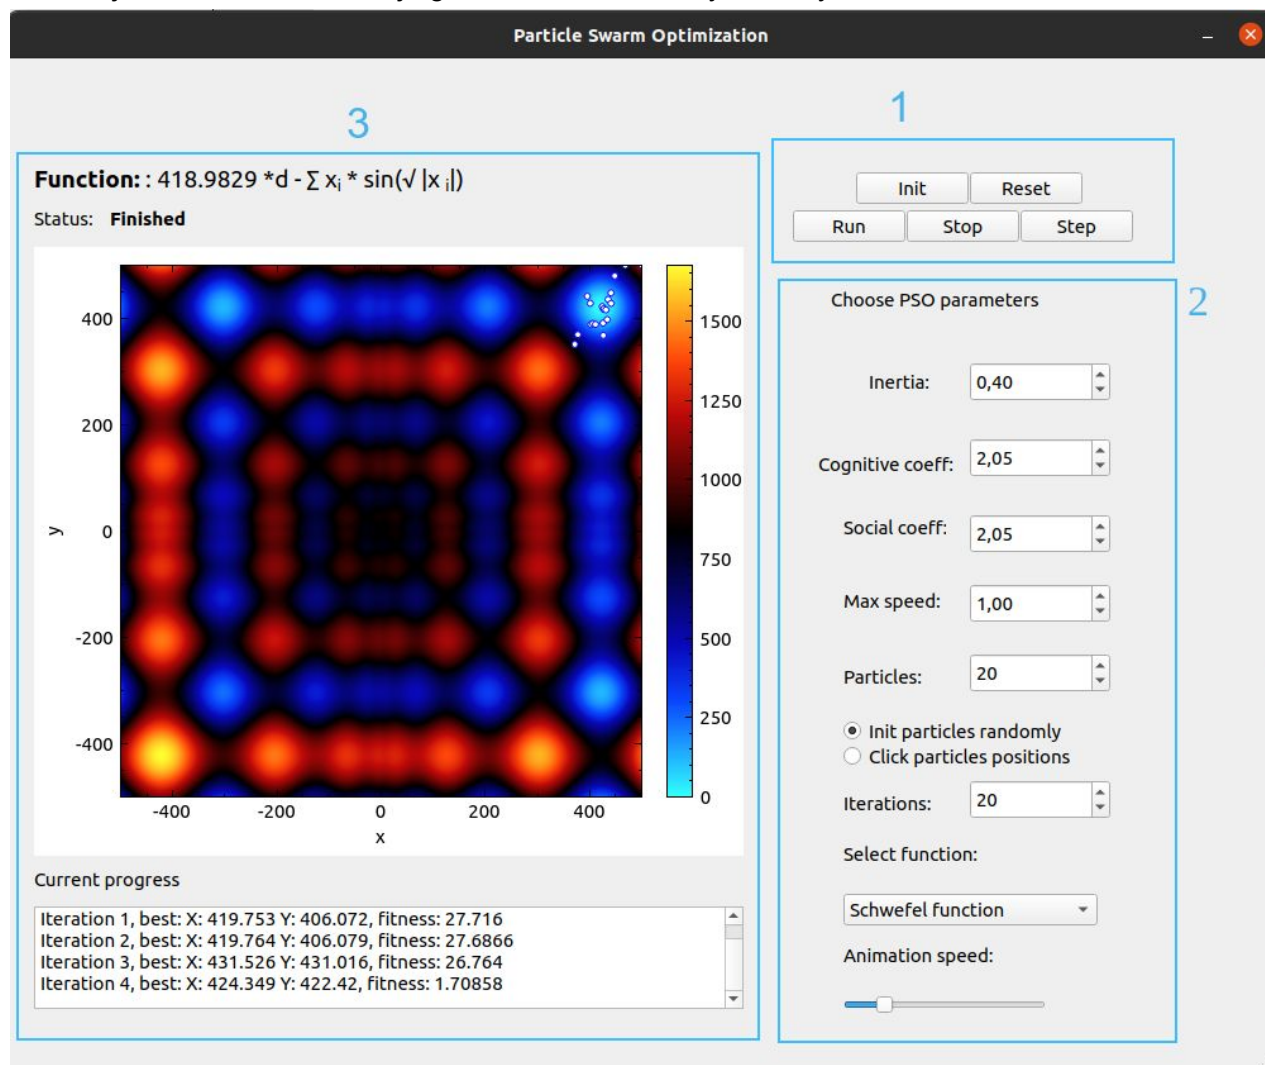 Particle Swarm Optimization
3
1
Function: : 418.9829 *d - ∑ xᵢ * sin(√ |x ᵢ|)
Status: Finished
Init Reset
Run Stop Step
2
Choose PSO parameters
Inertia: 0,40
Cognitive coeff: 2,05
Social coeff: 2,05
Max speed: 1,00
Particles: 20
Init particles randomly
Click particles positions
Iterations: 20
Select function:
Schwefel function
Animation speed:
400
200
0
-200
-400
y
-400 -200 0 200 400
x
1500
1250
1000
750
500
250
0
Current progress
Iteration 1, best: X: 419.753 Y: 406.072, fitness: 27.716
Iteration 2, best: X: 419.764 Y: 406.079, fitness: 27.6866
Iteration 3, best: X: 431.526 Y: 431.016, fitness: 26.764
Iteration 4, best: X: 424.349 Y: 422.42, fitness: 1.70858